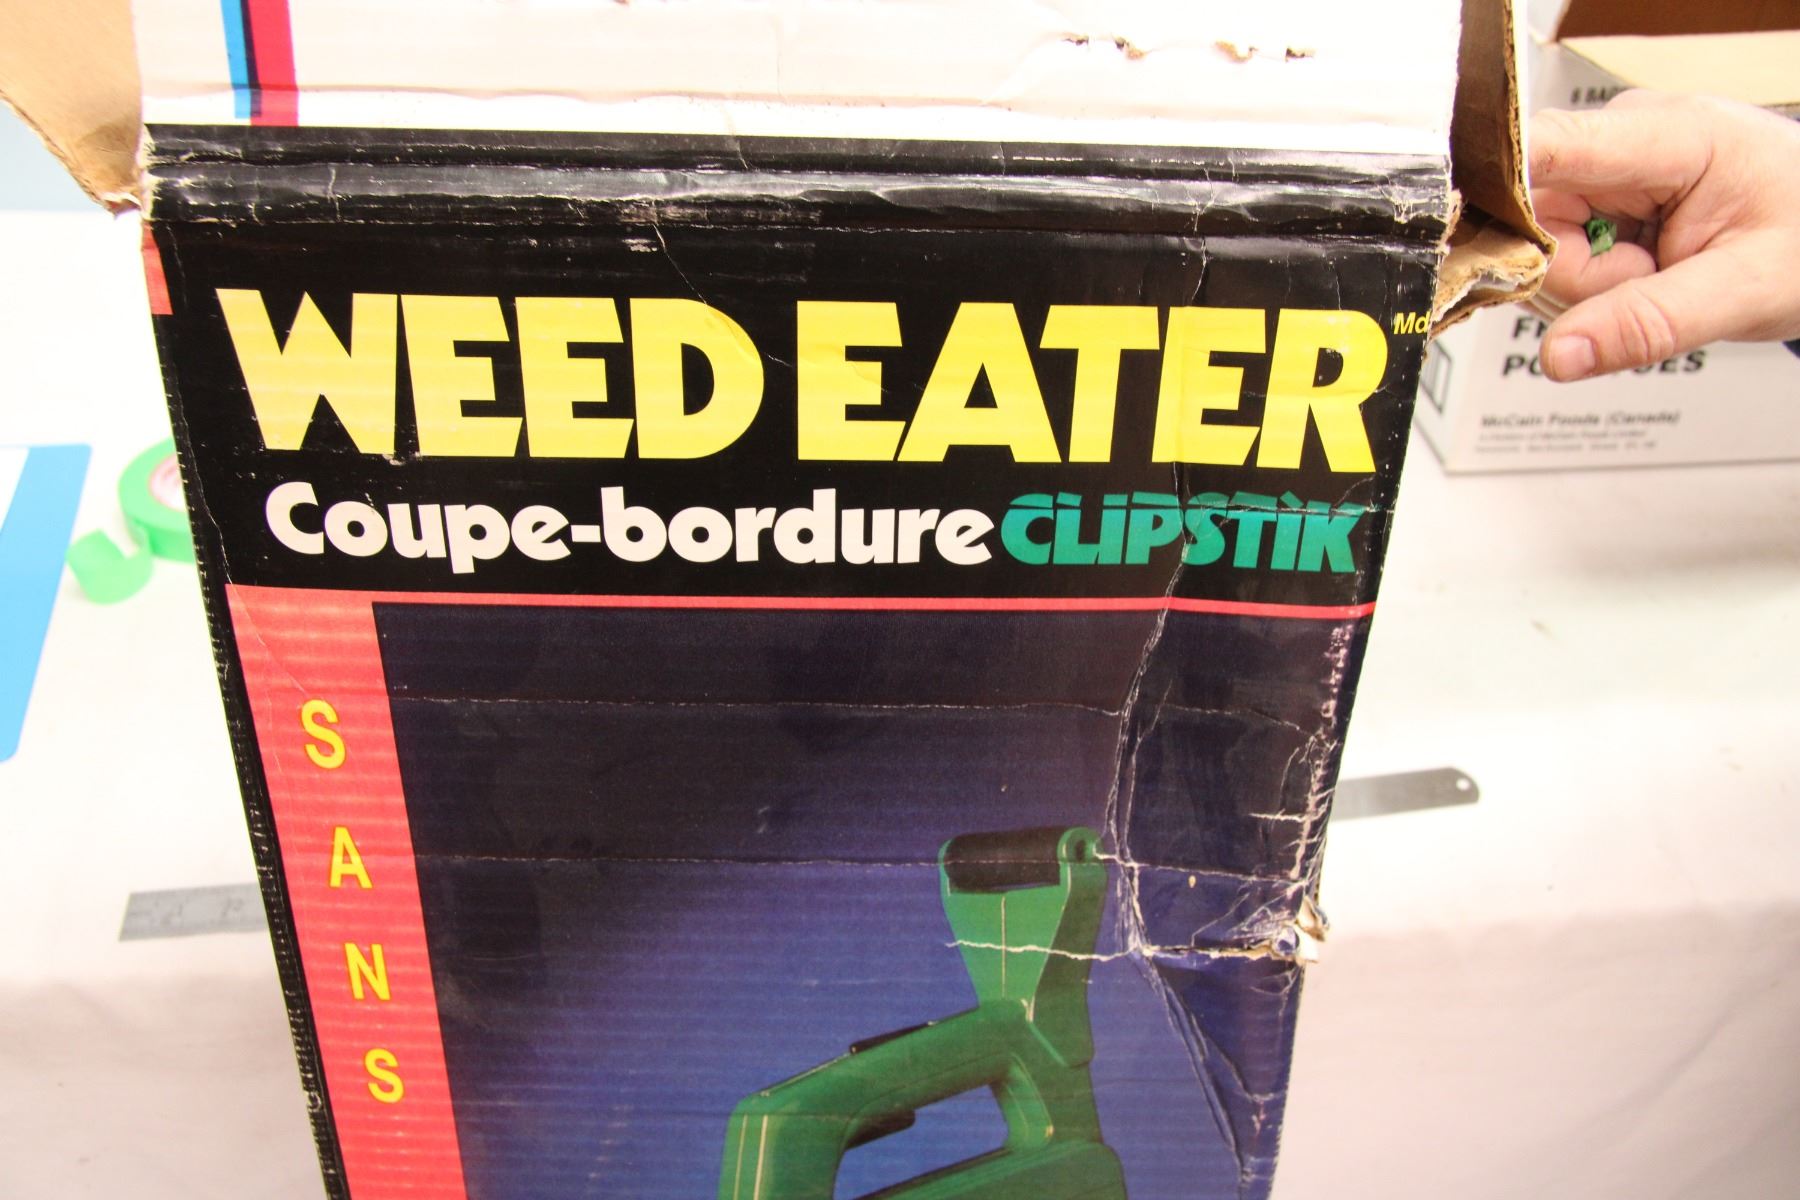 WEED EATER Md
Coupe-bordure CLIPSTIK
SANS
McCain Foods (Canada)